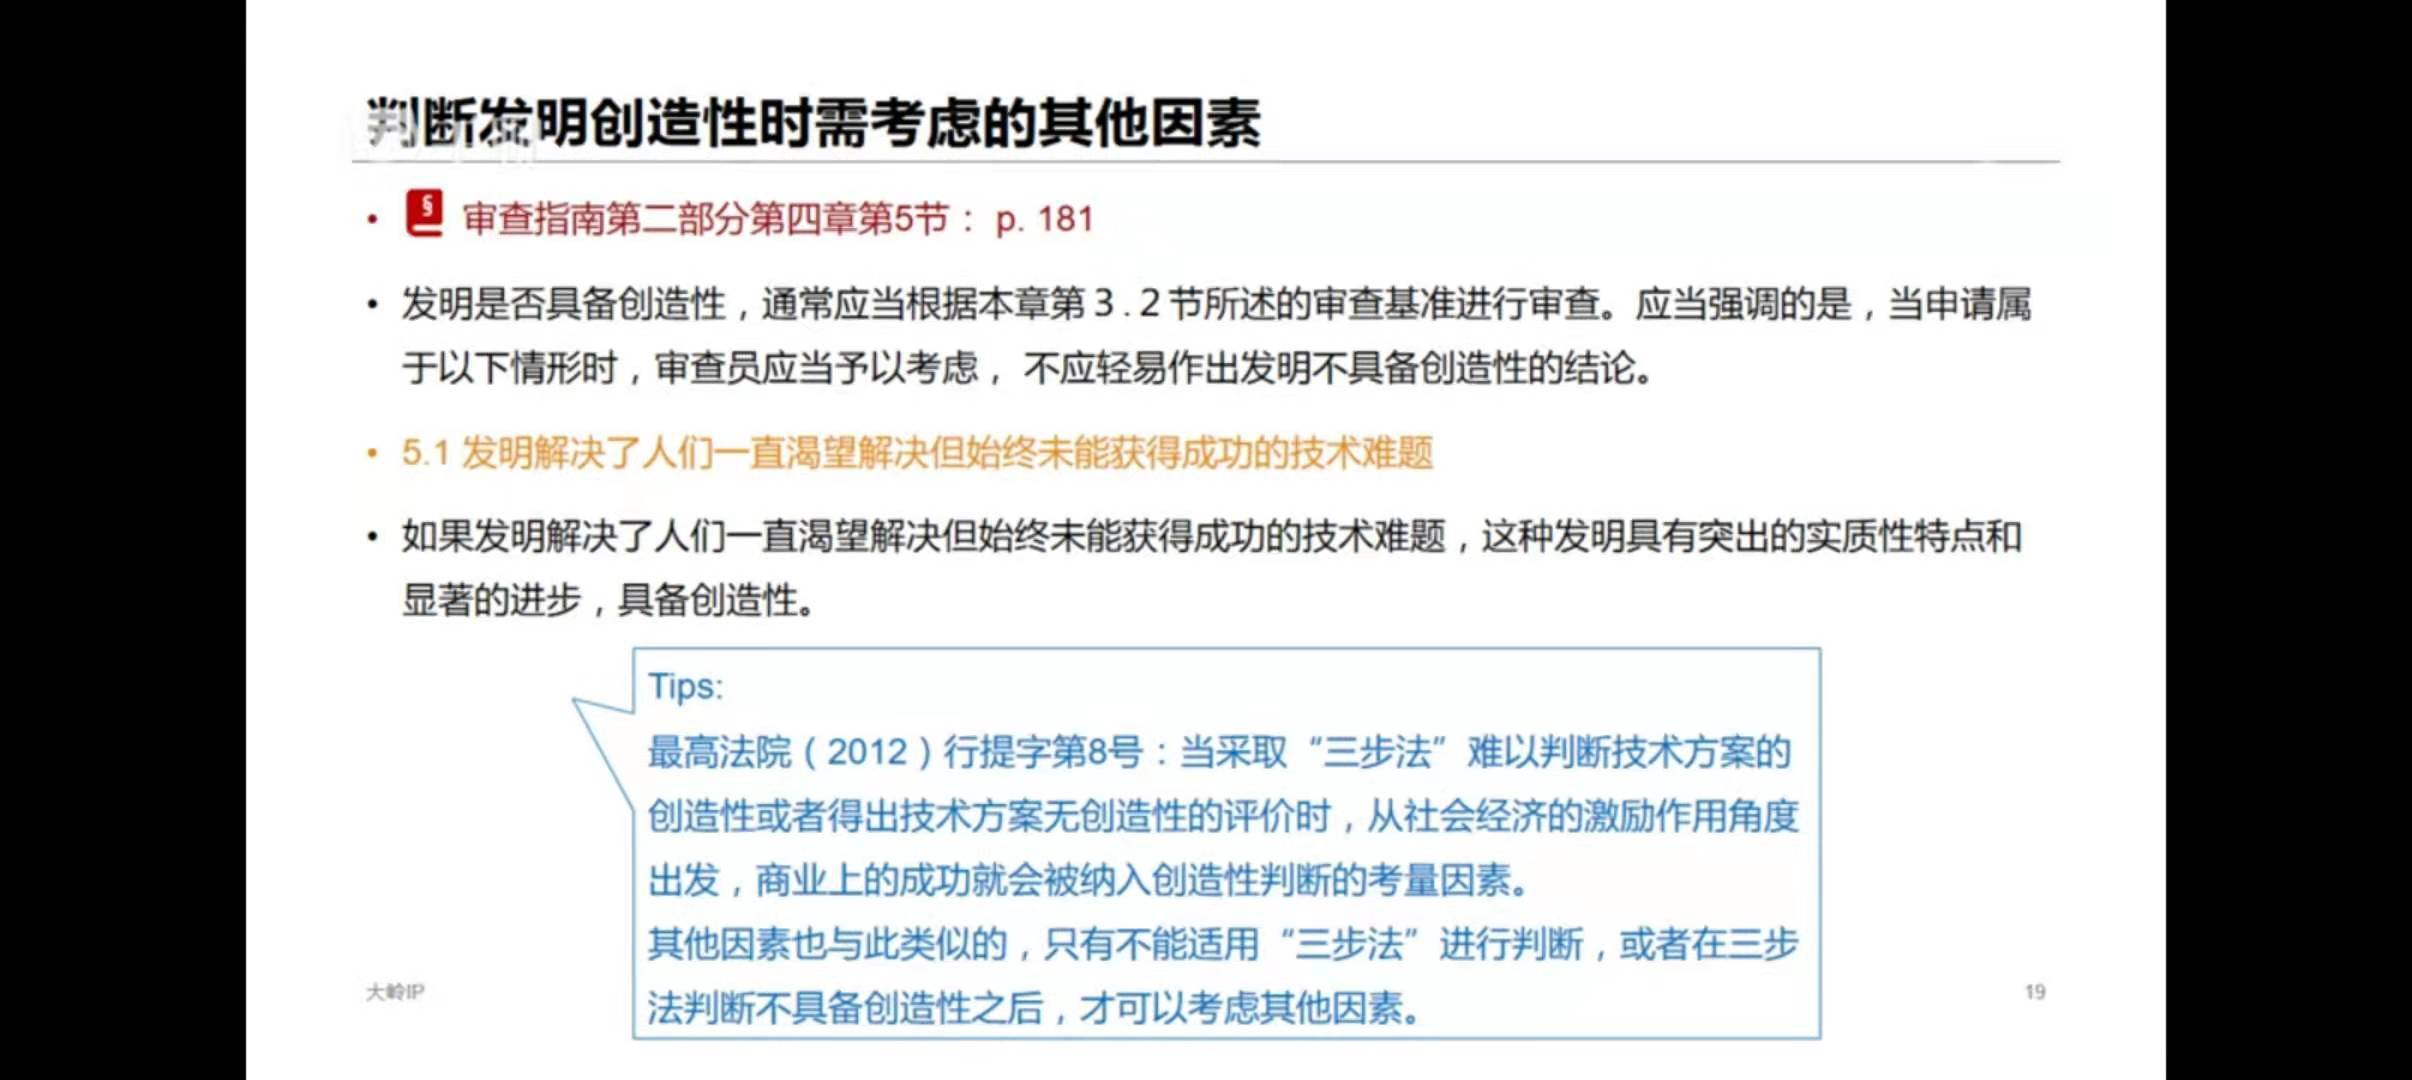 判断发明创造性时需考虑的其他因素
• § 审查指南第二部分第四章第5节： p. 181
• 发明是否具备创造性，通常应当根据本章第 3 . 2 节所述的审查基准进行审查。应当强调的是，当申请属
于以下情形时，审查员应当予以考虑， 不应轻易作出发明不具备创造性的结论。
• 5.1 发明解决了人们一直渴望解决但始终未能获得成功的技术难题
• 如果发明解决了人们一直渴望解决但始终未能获得成功的技术难题，这种发明具有突出的实质性特点和
显著的进步，具备创造性。
Tips:
最高法院（2012）行提字第8号：当采取“三步法”难以判断技术方案的
创造性或者得出技术方案无创造性的评价时，从社会经济的激励作用角度
出发，商业上的成功就会被纳入创造性判断的考量因素。
其他因素也与此类似的，只有不能适用“三步法”进行判断，或者在三步
法判断不具备创造性之后，才可以考虑其他因素。
大岭IP
19